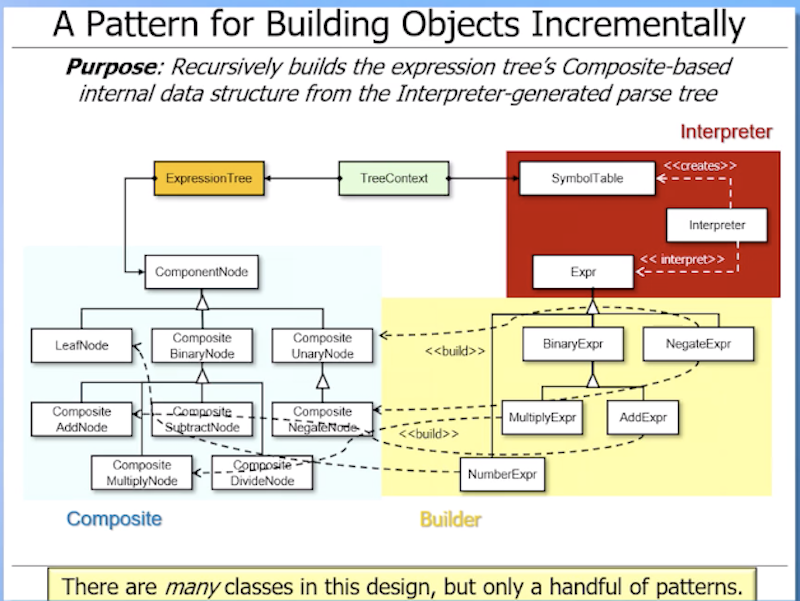 A Pattern for Building Objects Incrementally
Purpose: Recursively builds the expression tree's Composite-based
internal data structure from the Interpreter-generated parse tree
Interpreter
ExpressionTree
TreeContext
SymbolTable
<<creates>>
Interpreter
ComponentNode
Expr
<< interpret>>
LeafNode
Composite
BinaryNode
Composite
UnaryNode
<<build>>
BinaryExpr
NegateExpr
Composite
AddNode
Composite
SubtractNode
Composite
NegateNode
<<build>>
MultiplyExpr
AddExpr
Composite
MultiplyNode
Composite
DivideNode
NumberExpr
Composite
Builder
There are many classes in this design, but only a handful of patterns.